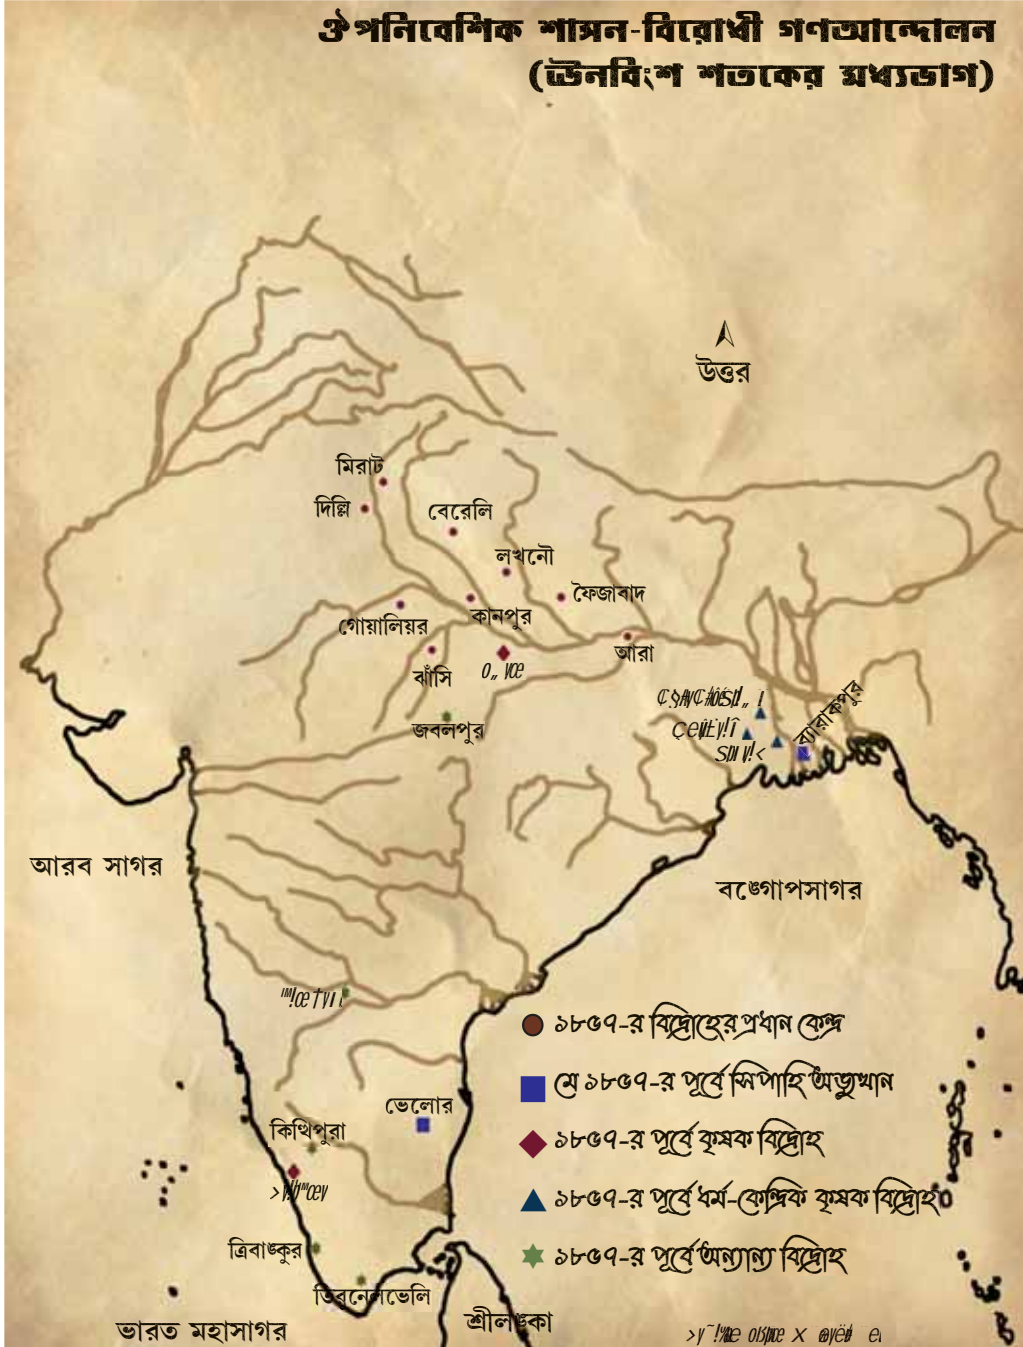 ঔপনিবেশিক শাসন-বিরোধী গণআন্দোলন
(ঊনবিংশ শতকের মধ্যভাগ)
উত্তর
মিরাট
দিল্লি
বেরেলি
লখনৌ
ফৈজাবাদ
কানপুর
গোয়ালিয়র
আরা
ঝাঁসি
জবলপুর
ব্যারাকপুর
আরব সাগর
বঙ্গোপসাগর
১৮৫৭-র বিদ্রোহের প্রধান কেন্দ্র
মে ১৮৫৭-র পূর্বে সিপাহি অভ্যুত্থান
ভেলোর
কিত্থিপুরা
১৮৫৭-র পূর্বে কৃষক বিদ্রোহ
১৮৫৭-র পূর্বে ধর্ম-কেন্দ্রিক কৃষক বিদ্রোহ
ত্রিবাঙ্কুর
১৮৫৭-র পূর্বে অন্যান্য বিদ্রোহ
তিবুনেলভেলি
ভারত মহাসাগর
শ্রীলঙ্কা